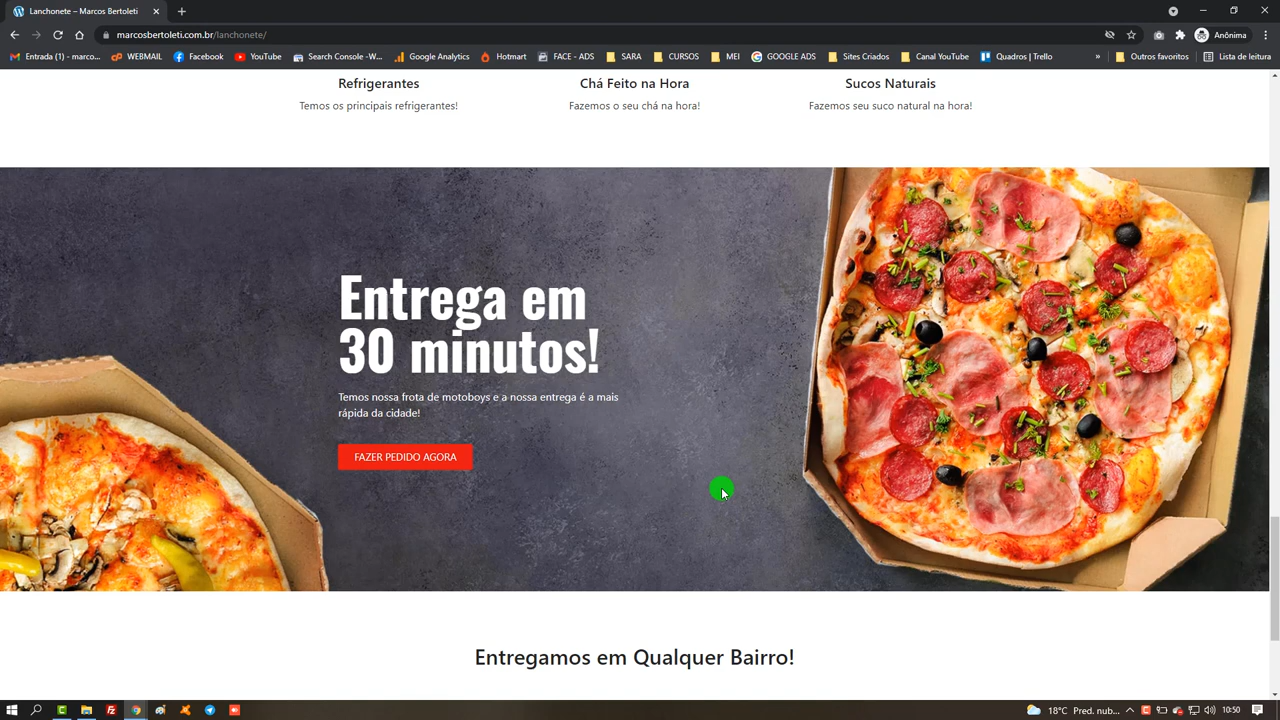 Lanchonete – Marcos Bertoleti
marcosbertoleti.com.br/lanchonete/
Anônima
Entrada (1) - marco...
WEBMAIL
Facebook
YouTube
Search Console -W...
Google Analytics
Hotmart
FACE - ADS
SARA
CURSOS
MEI
GOOGLE ADS
Sites Criados
Canal YouTube
Quadros | Trello
»
Outros favoritos
Lista de leitura
Refrigerantes
Temos os principais refrigerantes!
Chá Feito na Hora
Fazemos o seu chá na hora!
Sucos Naturais
Fazemos seu suco natural na hora!
Entrega em
30 minutos!
Temos nossa frota de motoboys e a nossa entrega é a mais
rápida da cidade!
FAZER PEDIDO AGORA
Entregamos em Qualquer Bairro!
18°C Pred. nub...
10:50